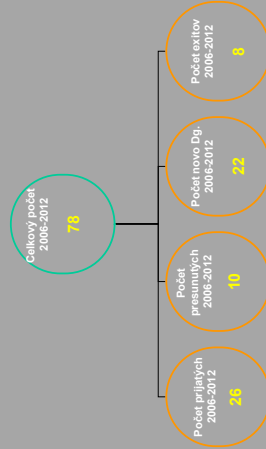 Celkový počet
2006-2012
78
Počet prijatých
2006-2012
26
Počet
presunutých
2006-2012
10
Počet novo Dg.
2006-2012
22
Počet exitov
2006-2012
8